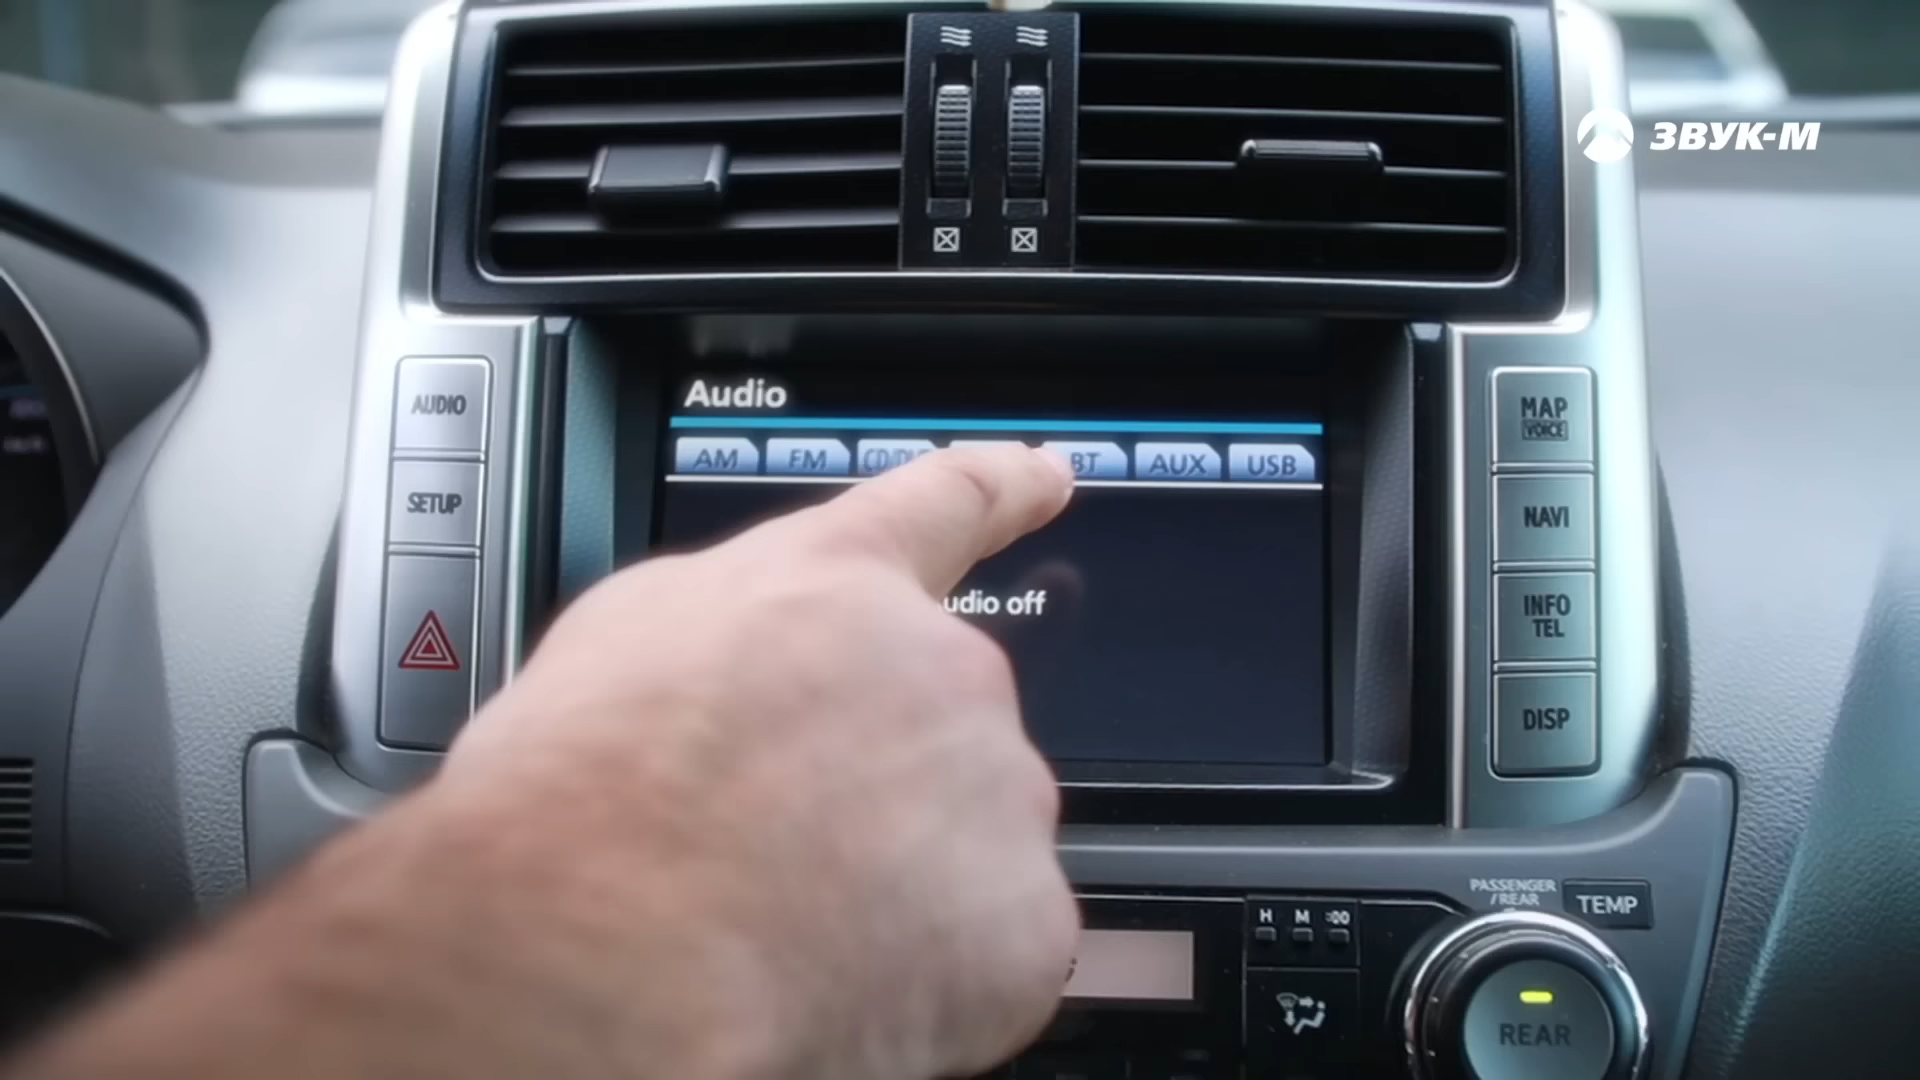 ЗВУК-М
AUDIO
SETUP
Audio
AM FM BT AUX USB
off
MAP
VOICE
NAVI
INFO
TEL
DISP
PASSENGER
/REAR
TEMP
H M :00
REAR